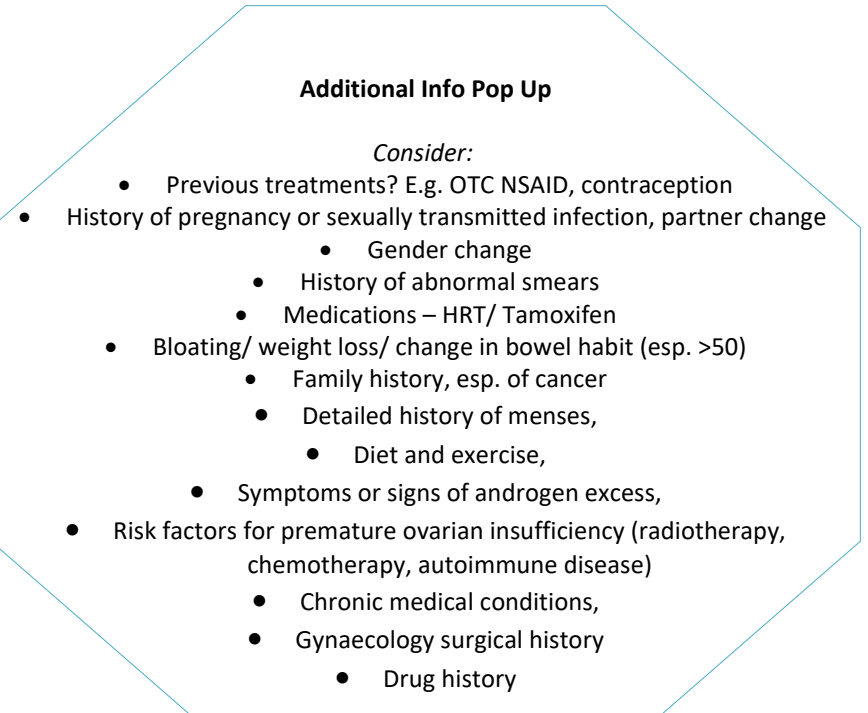 Additional Info Pop Up
Consider:
• Previous treatments? E.g. OTC NSAID, contraception
• History of pregnancy or sexually transmitted infection, partner change
• Gender change
• History of abnormal smears
• Medications – HRT/ Tamoxifen
• Bloating/ weight loss/ change in bowel habit (esp. >50)
• Family history, esp. of cancer
• Detailed history of menses,
• Diet and exercise,
• Symptoms or signs of androgen excess,
• Risk factors for premature ovarian insufficiency (radiotherapy,
chemotherapy, autoimmune disease)
• Chronic medical conditions,
• Gynaecology surgical history
• Drug history